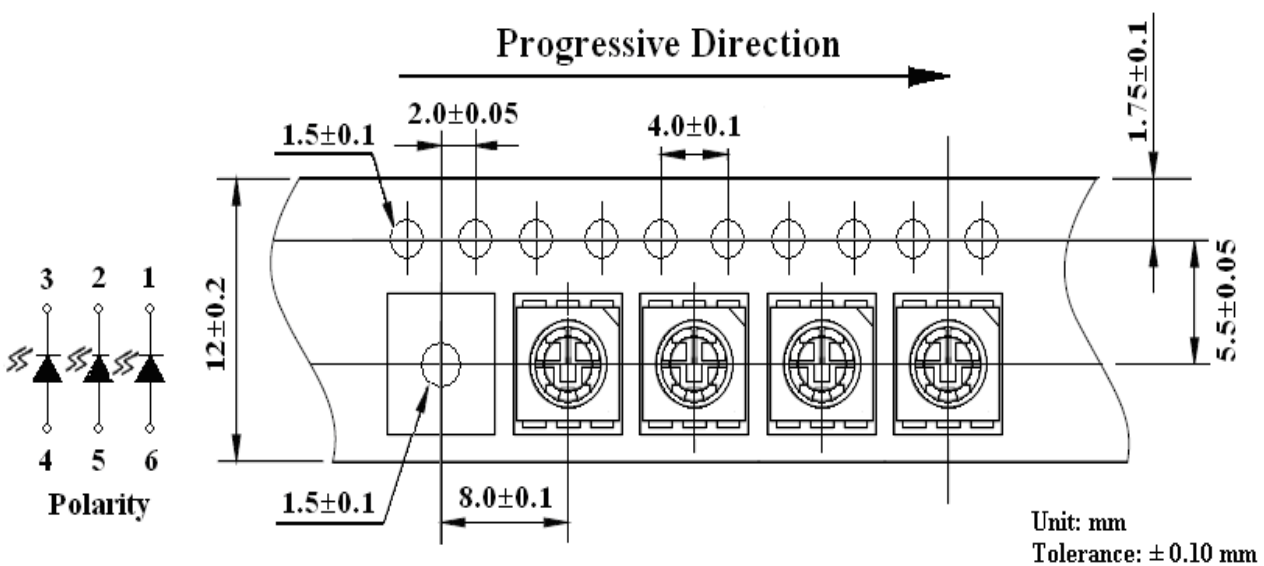 Progressive Direction
2.0±0.05
1.5±0.1
4.0±0.1
1.75±0.1
12±0.2
5.5±0.05
3 2 1
4 5 6
Polarity
1.5±0.1
8.0±0.1
Unit: mm
Tolerance: ± 0.10 mm